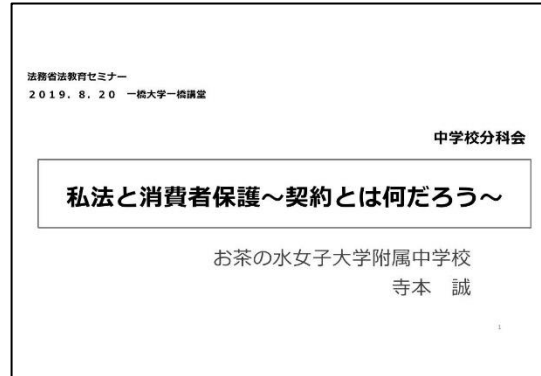 法務省法教育セミナー
2019．8．20　一橋大学一橋講堂
中学校分科会
私法と消費者保護～契約とは何だろう～
お茶の水女子大学附属中学校
寺本　誠
1